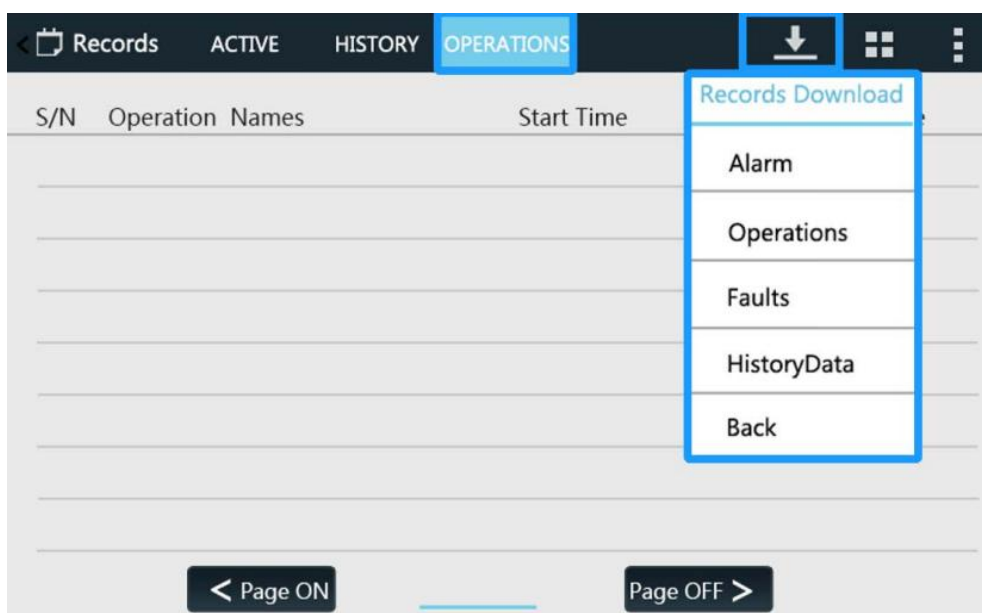 Records ACTIVE HISTORY OPERATIONS
Records Download
S/N Operation Names Start Time
Alarm
Operations
Faults
HistoryData
Back
< Page ON Page OFF >